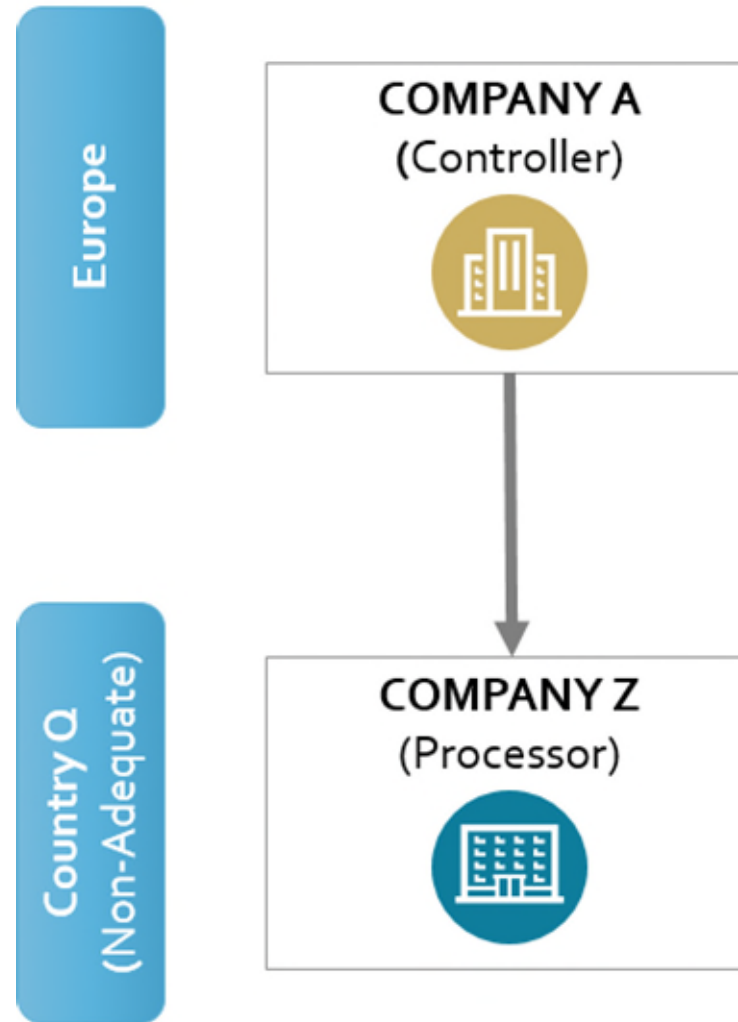 Europe
COMPANY A
(Controller)
Country Q
(Non-Adequate)
COMPANY Z
(Processor)